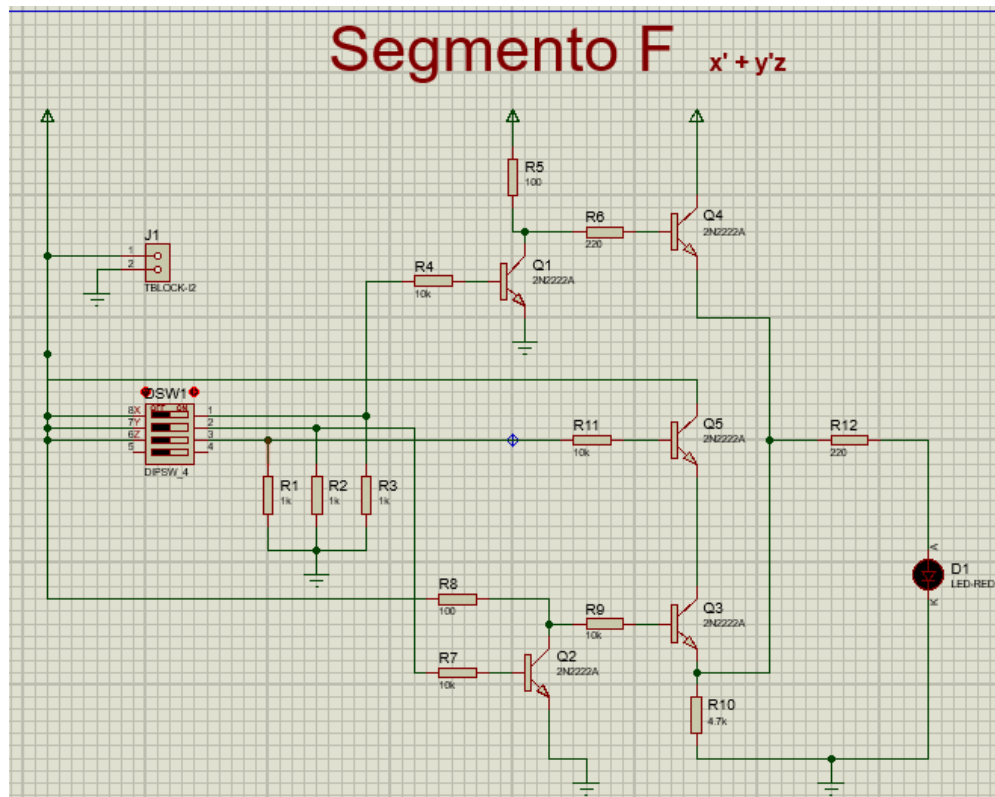 Segmento F x' + y'z
R5
100
R6
220
Q4
2N2222A
J1
1
2
TBLOCK-I2
R4
10k
Q1
2N2222A
DSW1
OFF ON
8X 1
7Y 2
6Z 3
5 4
DIPSW_4
R11
10k
Q5
2N2222A
R12
220
R1
1k
R2
1k
R3
1k
A
D1
LED-RED
K
R8
100
R9
10k
Q3
2N2222A
R7
10k
Q2
2N2222A
R10
4.7k